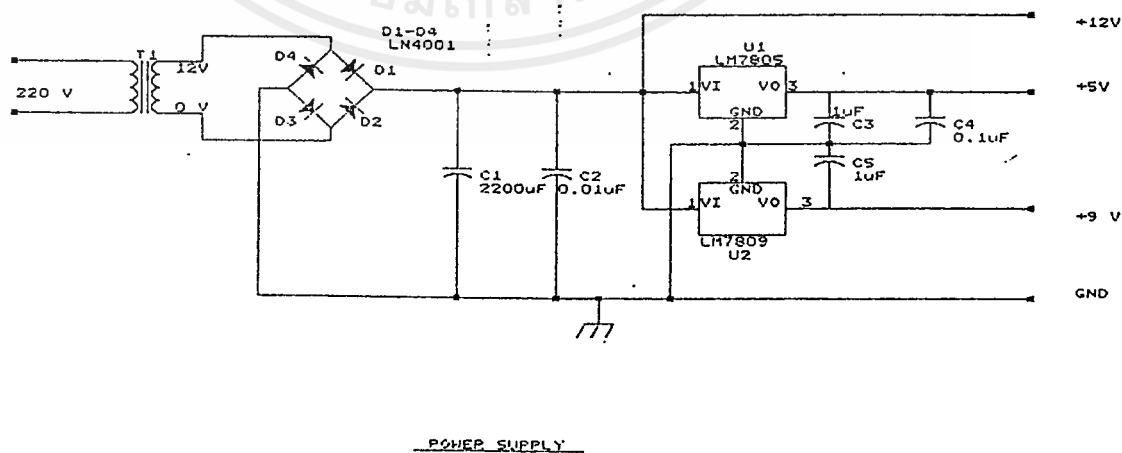 D1-D4
LN4001
+12V
T1
12V
D4
D1
U1
LM7805
220 V
1
VI
VO
3
+5V
0 V
D3
D2
GND
2
1uF
C3
C4
0.1uF
C1
2200uF
C2
0.01uF
C5
1uF
2
GND
1
VI
VO
3
+9 V
LM7809
U2
GND
POWER SUPPLY